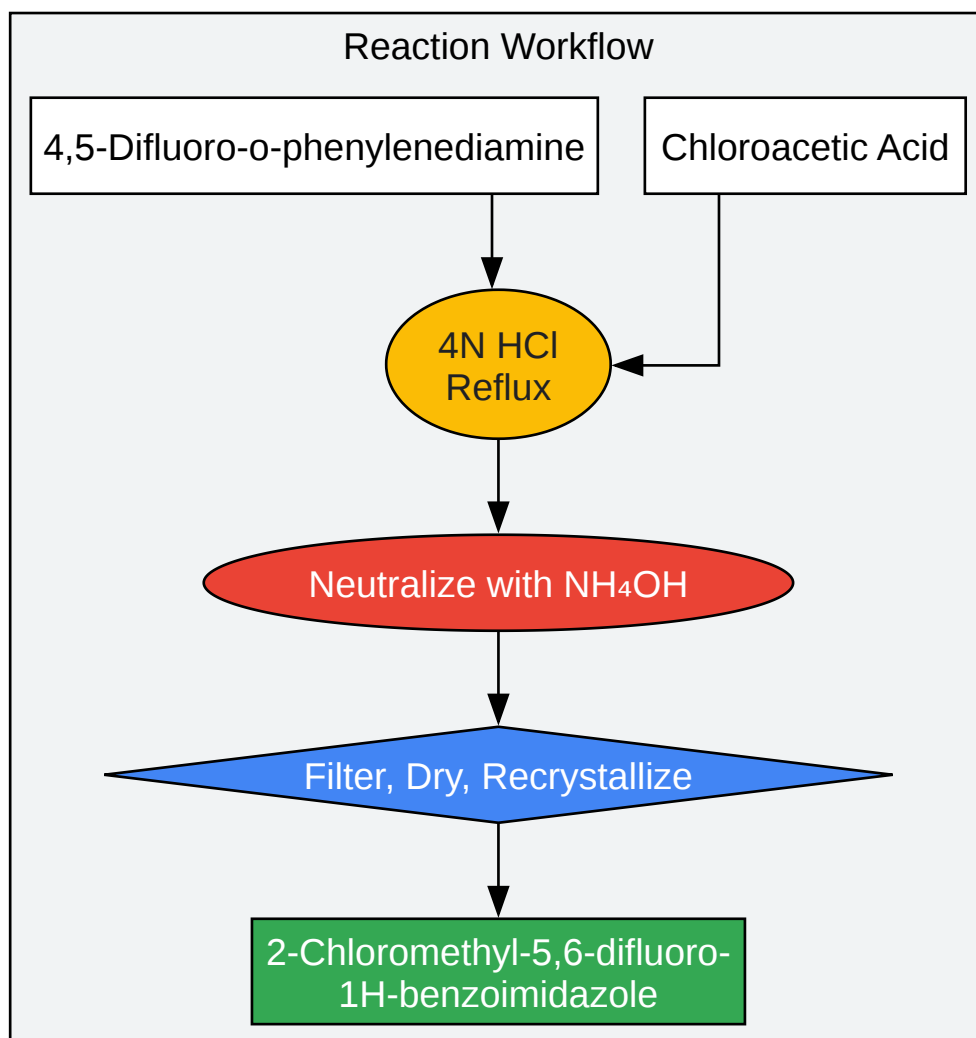 Reaction Workflow
4,5-Difluoro-o-phenylenediamine
Chloroacetic Acid
4N HCl
Reflux
Neutralize with NH₄OH
Filter, Dry, Recrystallize
2-Chloromethyl-5,6-difluoro-
1H-benzoimidazole